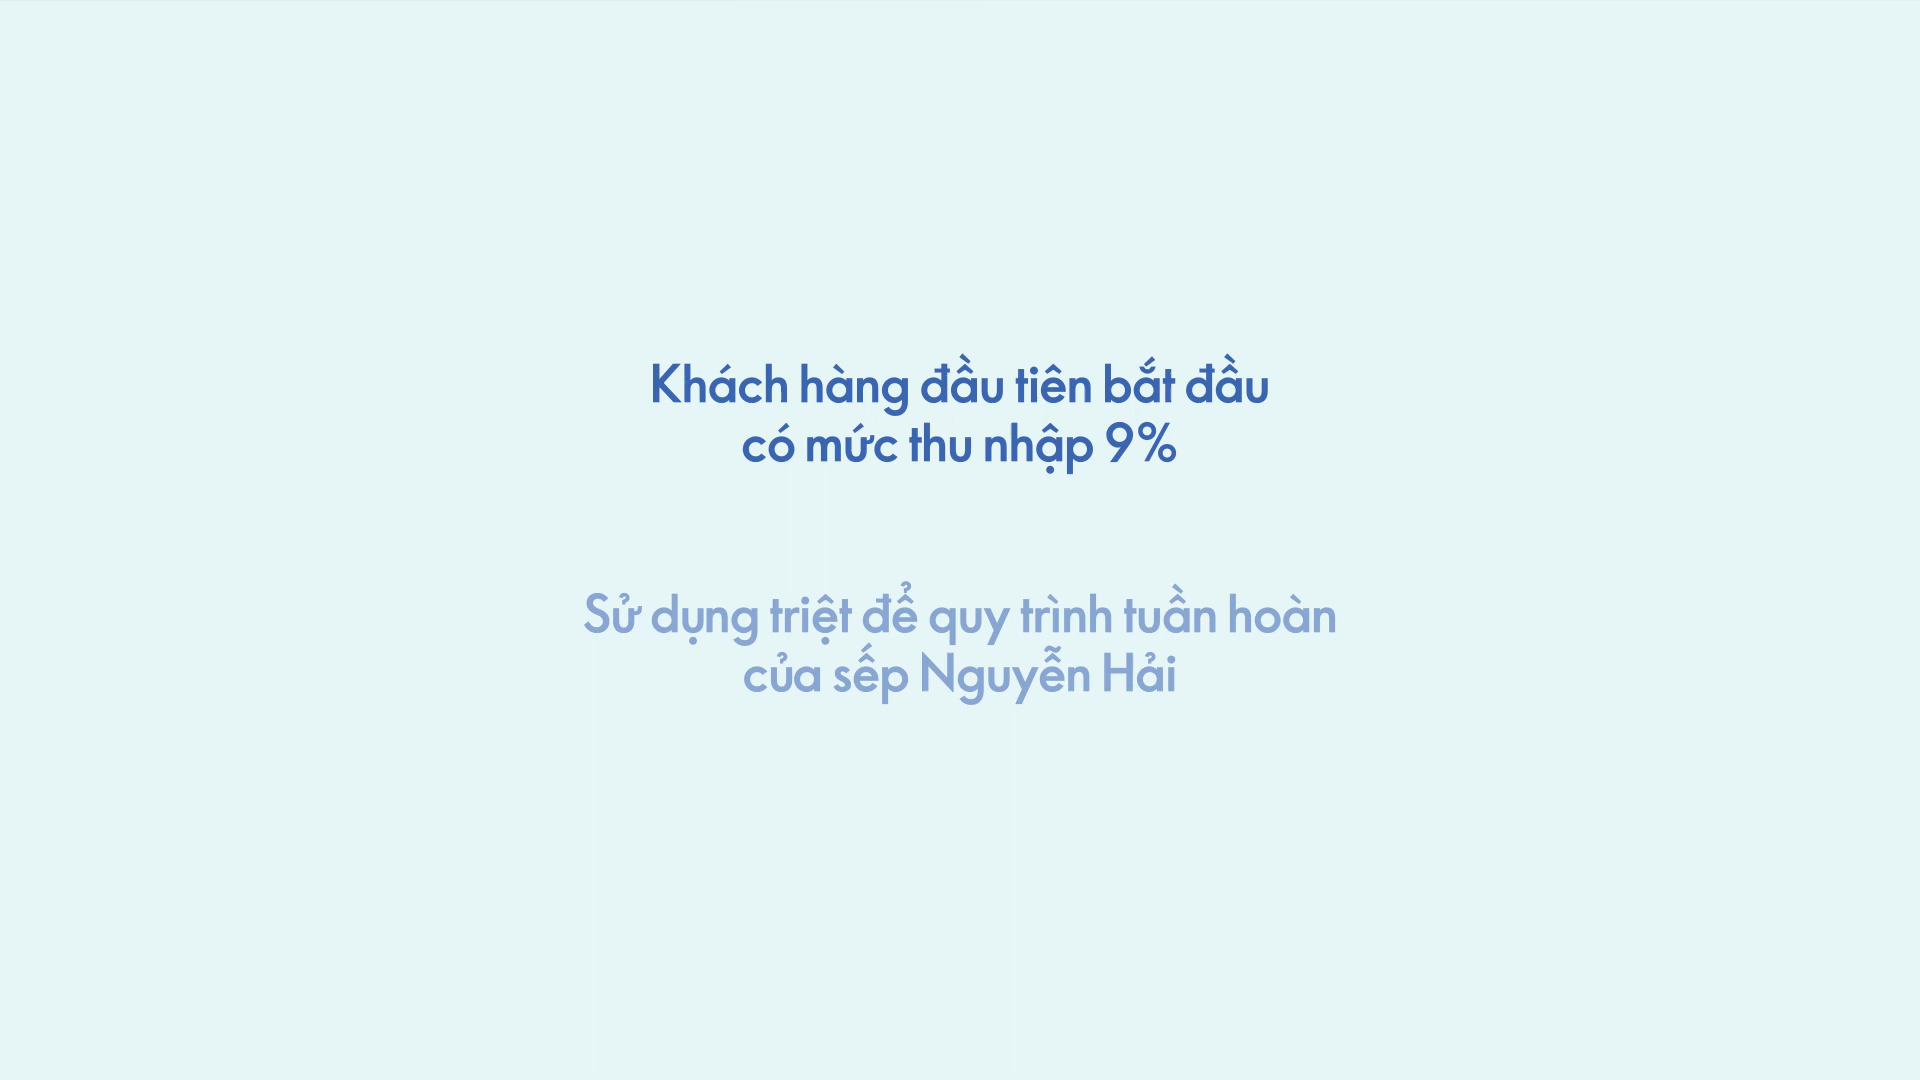 Khách hàng đầu tiên bắt đầu
có mức thu nhập 9%
Sử dụng triệt để quy trình tuần hoàn
của sếp Nguyễn Hải